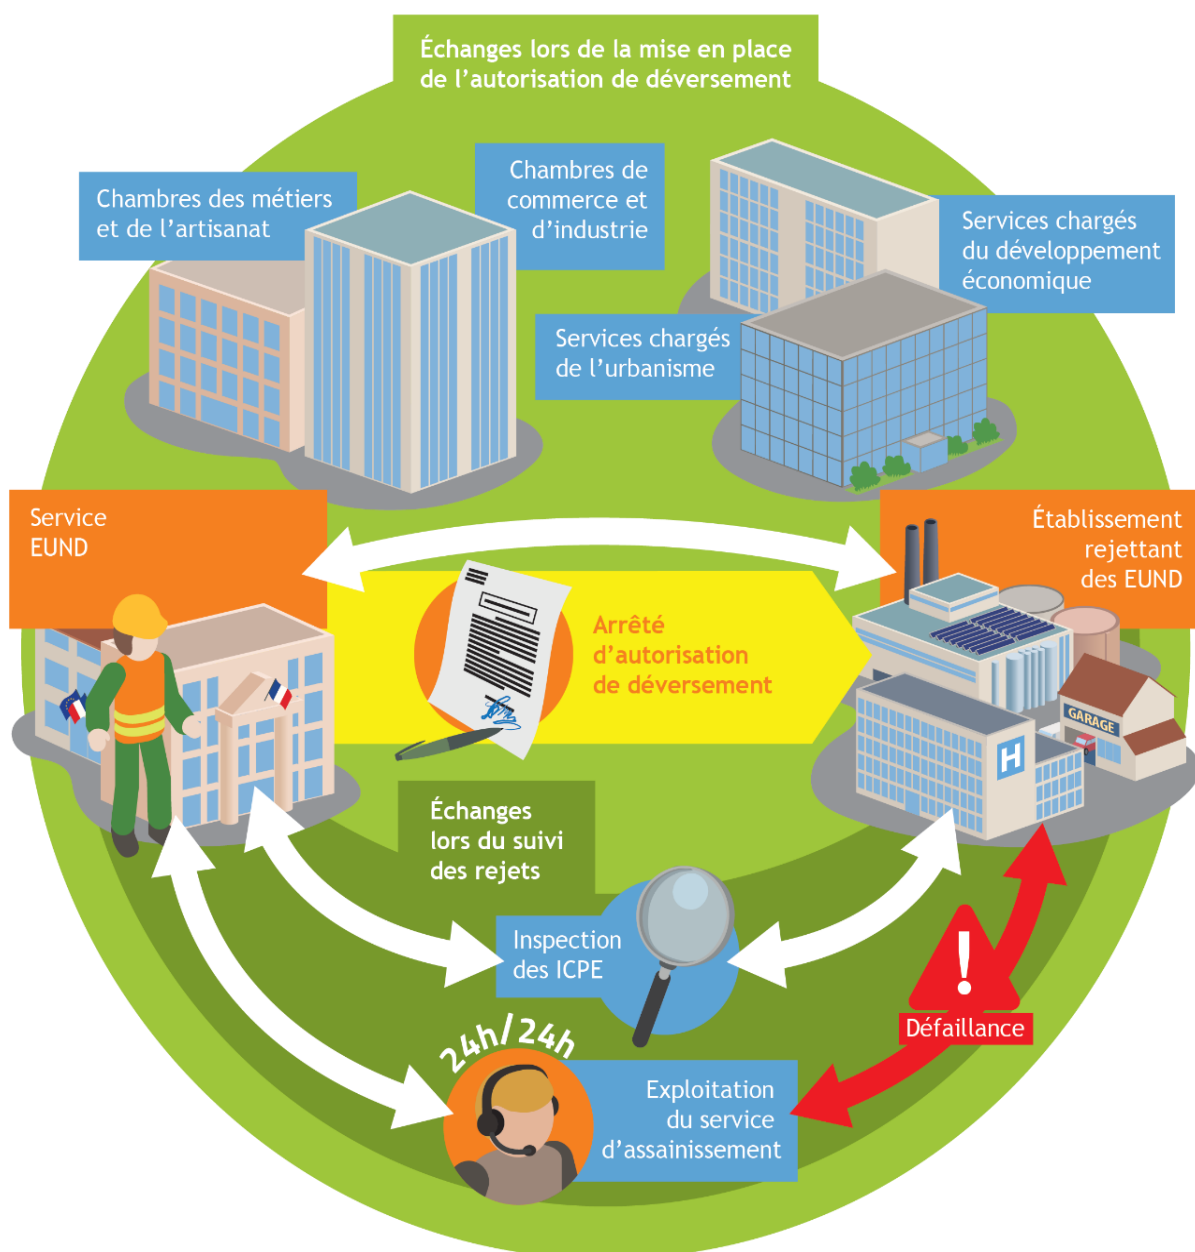 Échanges lors de la mise en place
de l'autorisation de déversement
Chambres des métiers
et de l'artisanat
Chambres de
commerce et
d'industrie
Services chargés
du développement
économique
Services chargés
de l'urbanisme
Service
EUND
Établissement
rejettant
des EUND
Arrêté
d'autorisation
de déversement
GARAGE
H
Échanges
lors du suivi
des rejets
Inspection
des ICPE
24h/24h
Défaillance
Exploitation
du service
d'assainissement